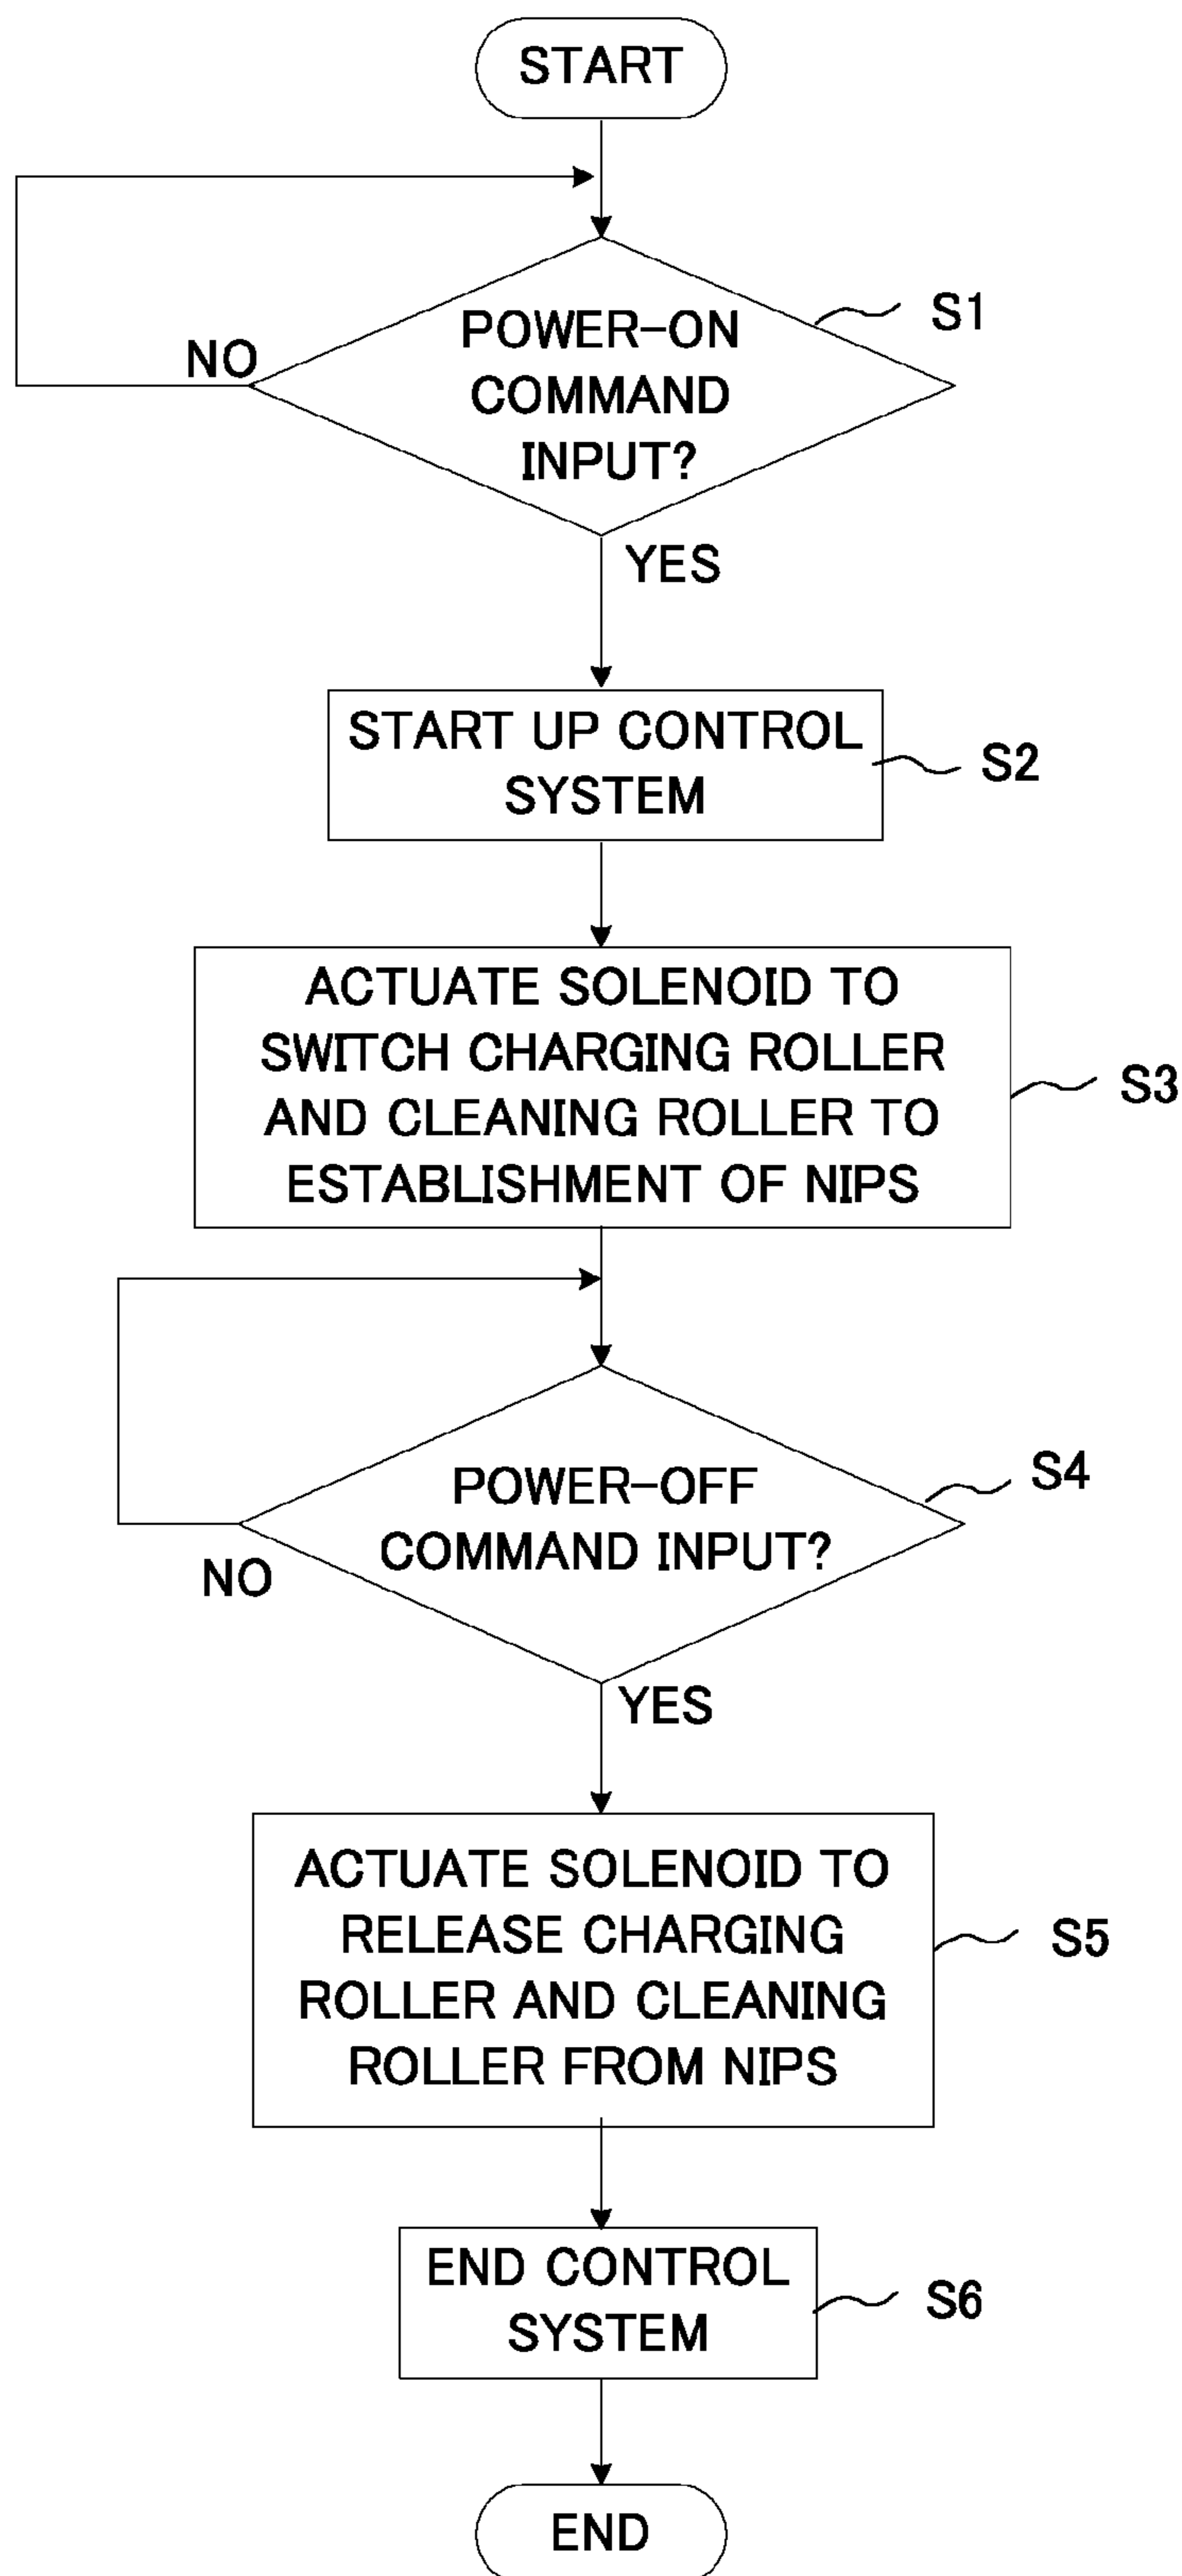 START
POWER-ON
COMMAND
INPUT?
S1
NO
YES
START UP CONTROL
SYSTEM
S2
ACTUATE SOLENOID TO
SWITCH CHARGING ROLLER
AND CLEANING ROLLER TO
ESTABLISHMENT OF NIPS
S3
POWER-OFF
COMMAND INPUT?
S4
NO
YES
ACTUATE SOLENOID TO
RELEASE CHARGING
ROLLER AND CLEANING
ROLLER FROM NIPS
S5
END CONTROL
SYSTEM
S6
END